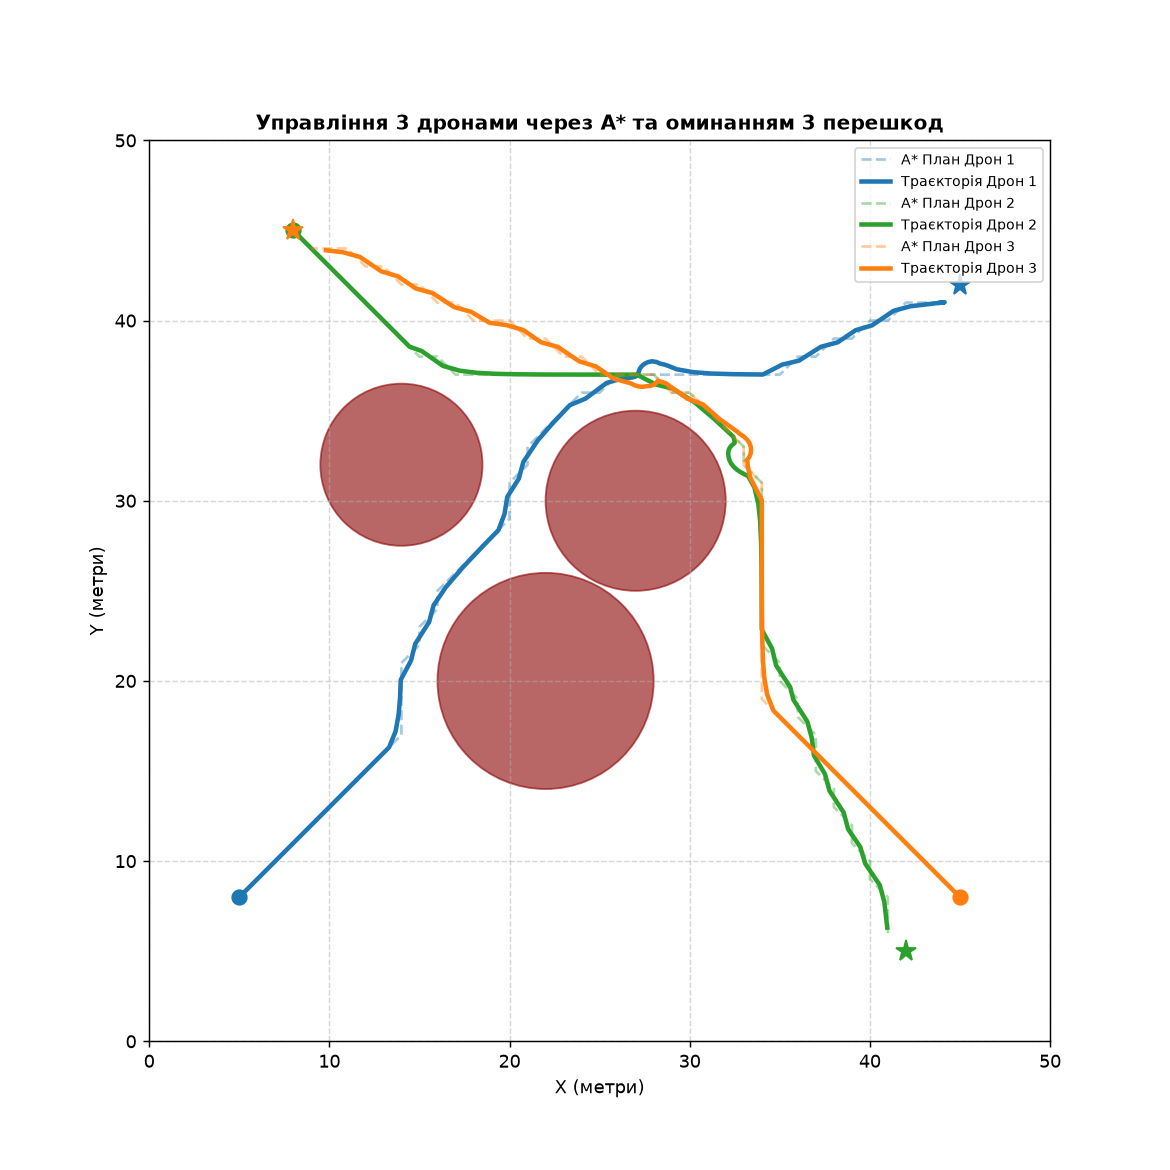 Управління 3 дронами через A* та оминанням 3 перешкод
A* План Дрон 1
Траєкторія Дрон 1
A* План Дрон 2
Траєкторія Дрон 2
A* План Дрон 3
Траєкторія Дрон 3
50
40
30
20
10
0
Y (метри)
0 10 20 30 40 50
X (метри)